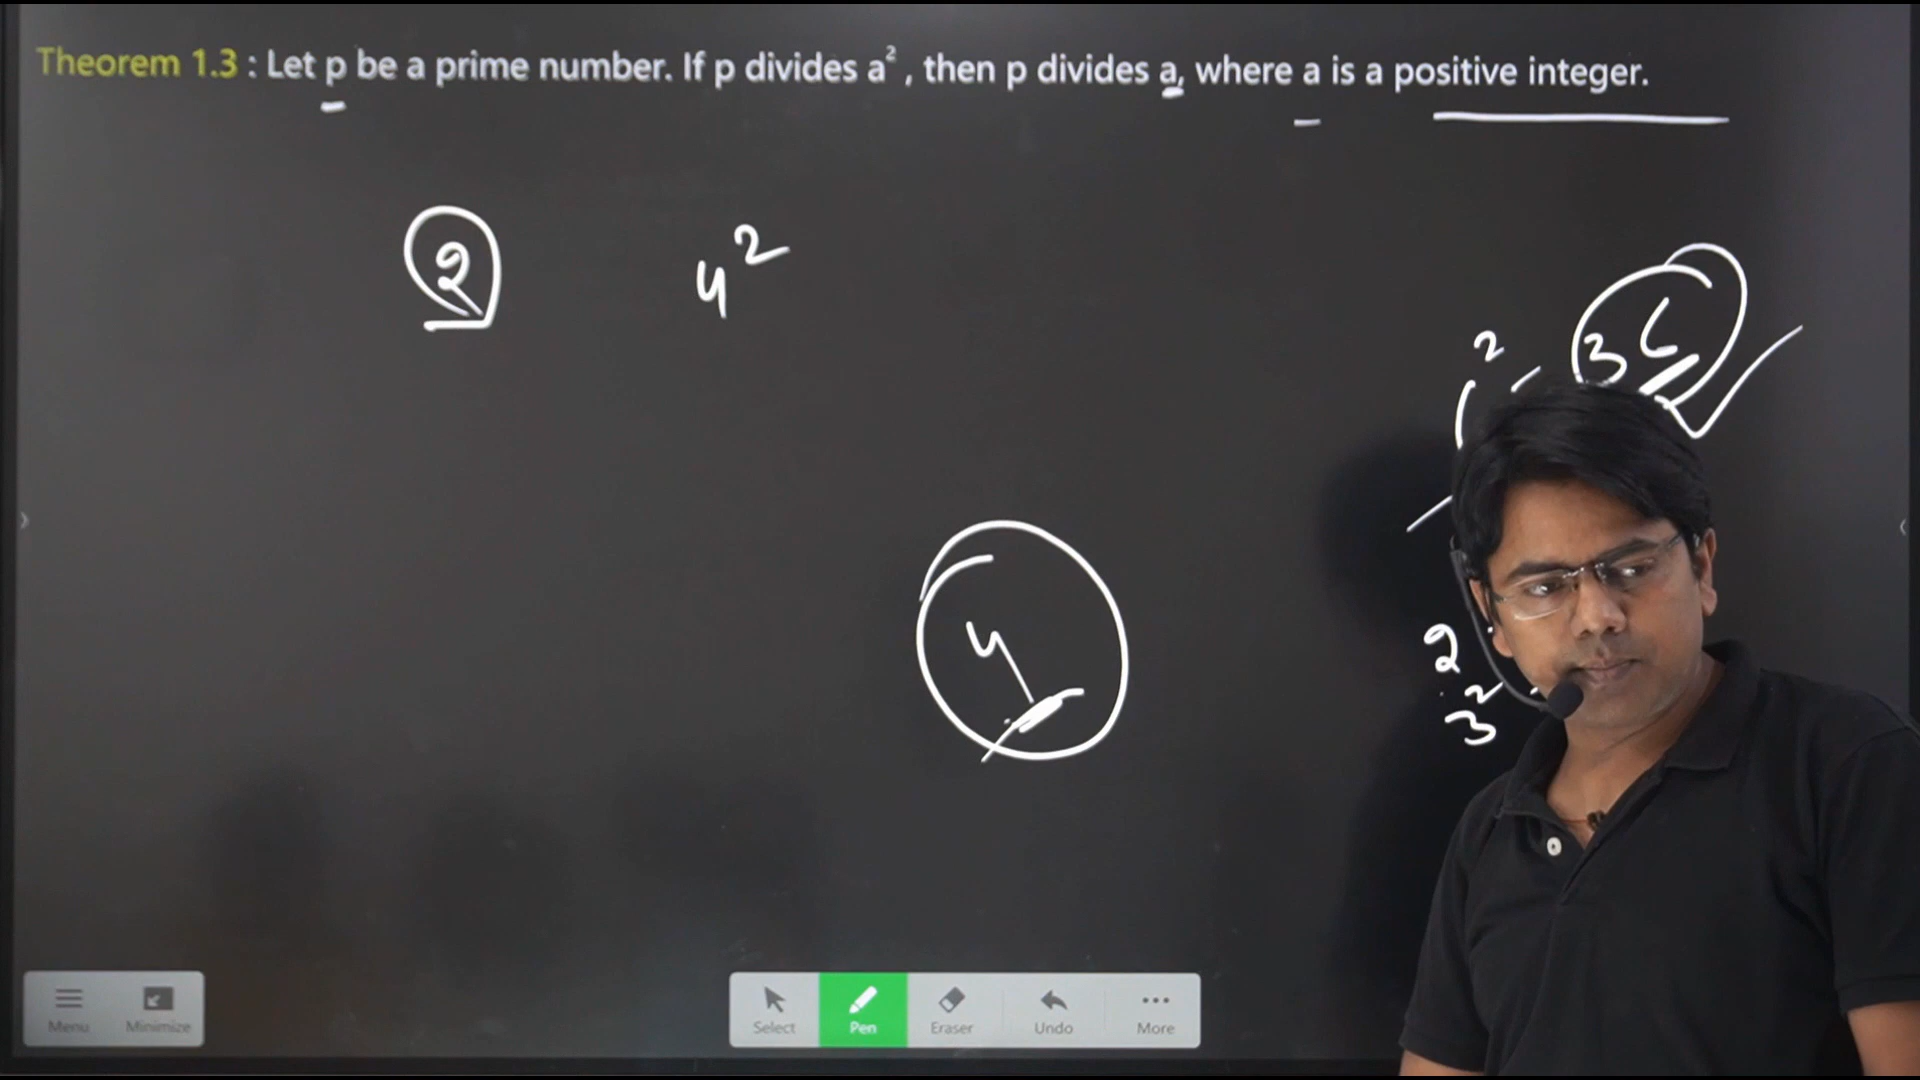 Theorem 1.3 : Let p be a prime number. If p divides a², then p divides a, where a is a positive integer.
2
4²
² - 36
4
2
3²
Menu
Minimize
Select
Pen
Eraser
Undo
More